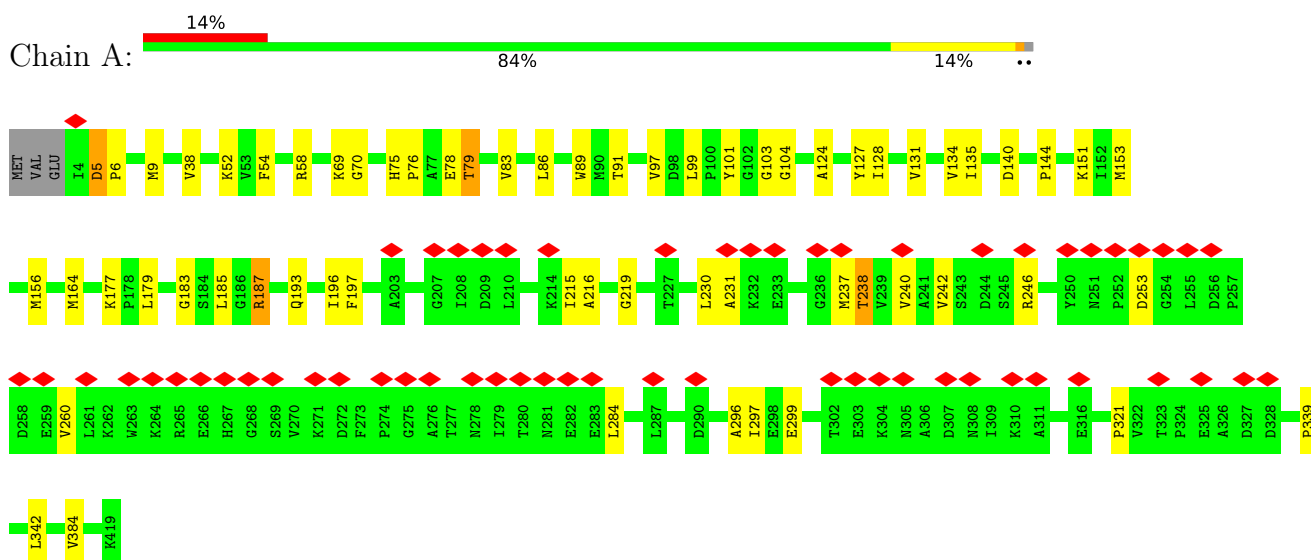 14%
Chain A:
84% 14% ••
MET VAL GLU I4 D5 P6 M9 V38 K52 V53 F54 R58 K69 G70 H75 P76 A77 E78 T79 V83 L86 W89 M90 T91 V97 D98 L99 P100 Y101 G102 G103 G104 A124 Y127 I128 V131 V134 I135 D140 P144 K151 I152 M153
M156 M164 K177 P178 L179 G183 S184 L185 G186 R187 Q193 I196 F197 A203 G207 I208 D209 L210 K214 I215 A216 G219 T227 L230 A231 K232 E233 G236 M237 T238 V239 V240 A241 V242 S243 D244 S245 R246 Y250 N251 P252 D253 G254 L255 D256 P257
D258 E259 V260 L261 K262 W263 K264 R265 E266 H267 G268 S269 V270 K271 D272 F273 P274 G275 A276 T277 N278 I279 T280 N281 E282 E283 L284 L287 D290 A296 I297 E298 E299 T302 E303 K304 N305 A306 D307 N308 I309 K310 A311 E316 P321 V322 T323 P324 E325 A326 D327 D328 P339
L342 V384 K419